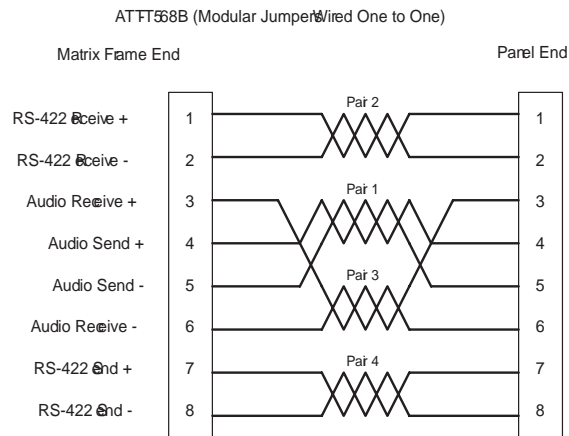 ATT-T568B (Modular Jumpers Wired One to One)
Matrix Frame End
Panel End
Pair 2
RS-422 Receive + 1 1
RS-422 Receive - 2 2
Pair 1
Audio Receive + 3 3
Audio Send + 4 4
Pair 3
Audio Send - 5 5
Audio Receive - 6 6
Pair 4
RS-422 Send + 7 7
RS-422 Send - 8 8